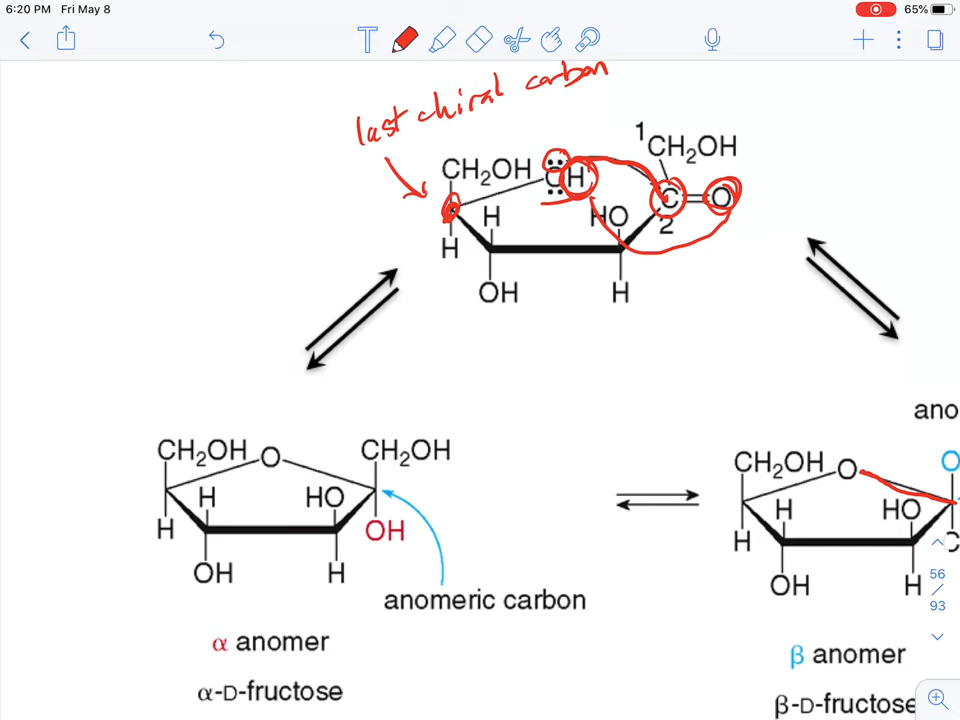 6:20 PM Fri May 8
65%
T
last chiral carbon
1
CH2OH
CH2OH
OH
C=O
H
HO
2
H
OH
H
CH2OH
O
CH2OH
H
HO
H
OH
OH
H
anomeric carbon
α anomer
α-D-fructose
ano
CH2OH
O
O
H
HO
H
C
OH
H
β anomer
β-D-fructose
56
/
93